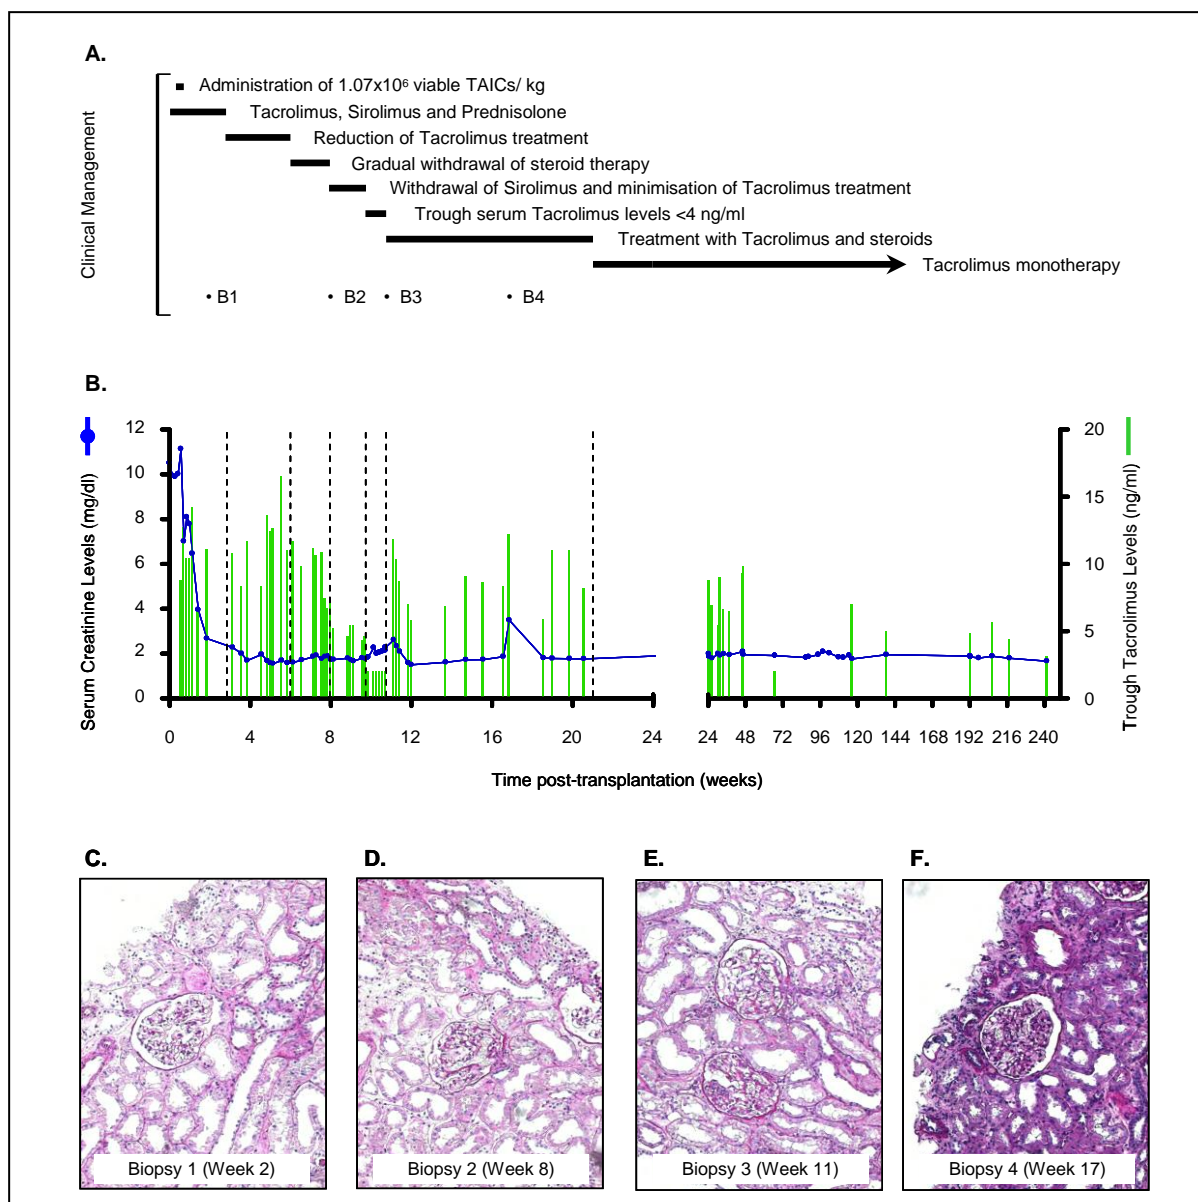 A.
Administration of 1.07x10⁶ viable TAICs/ kg
Tacrolimus, Sirolimus and Prednisolone
Reduction of Tacrolimus treatment
Gradual withdrawal of steroid therapy
Withdrawal of Sirolimus and minimisation of Tacrolimus treatment
Trough serum Tacrolimus levels <4 ng/ml
Treatment with Tacrolimus and steroids
Tacrolimus monotherapy
Clinical Management
• B1 • B2 • B3 • B4
B.
Serum Creatinine Levels (mg/dl)
12
10
8
6
4
2
0
20
15
10
5
0
Trough Tacrolimus Levels (ng/ml)
0 4 8 12 16 20 24 24 48 72 96 120 144 168 192 216 240
Time post-transplantation (weeks)
C. D. E. F.
Biopsy 1 (Week 2)
Biopsy 2 (Week 8)
Biopsy 3 (Week 11)
Biopsy 4 (Week 17)